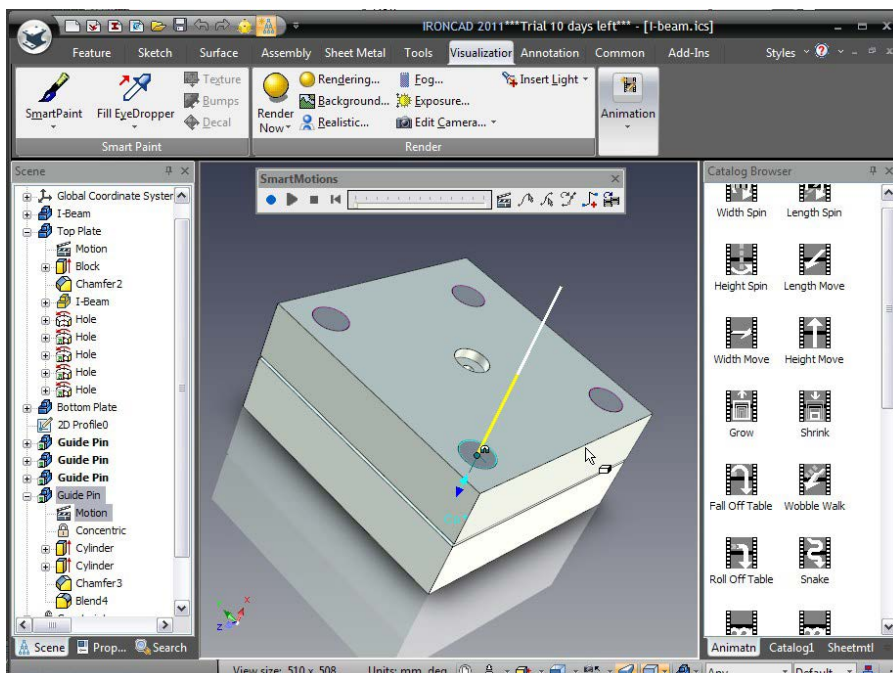 IRONCAD 2011***Trial 10 days left*** - [I-beam.ics]
Feature Sketch Surface Assembly Sheet Metal Tools Visualization Annotation Common Add-Ins Styles
SmartPaint
Fill EyeDropper
Texture
Bumps
Decal
Smart Paint
Render Now
Rendering...
Background...
Realistic...
Fog...
Exposure...
Edit Camera...
Insert Light
Render
Animation
Scene
Global Coordinate System
I-Beam
Top Plate
Motion
Block
Chamfer2
I-Beam
Hole
Hole
Hole
Hole
Hole
Bottom Plate
2D Profile0
Guide Pin
Guide Pin
Guide Pin
Guide Pin
Motion
Concentric
Cylinder
Cylinder
Chamfer3
Blend4
Scene Prop... Search
SmartMotions
X
Z
Catalog Browser
Width Spin Length Spin
Height Spin Length Move
Width Move Height Move
Grow Shrink
Fall Off Table Wobble Walk
Roll Off Table Snake
Animatn Catalog1 Sheetmtl
View size: 510 x 508 Units: mm, deg Any Default